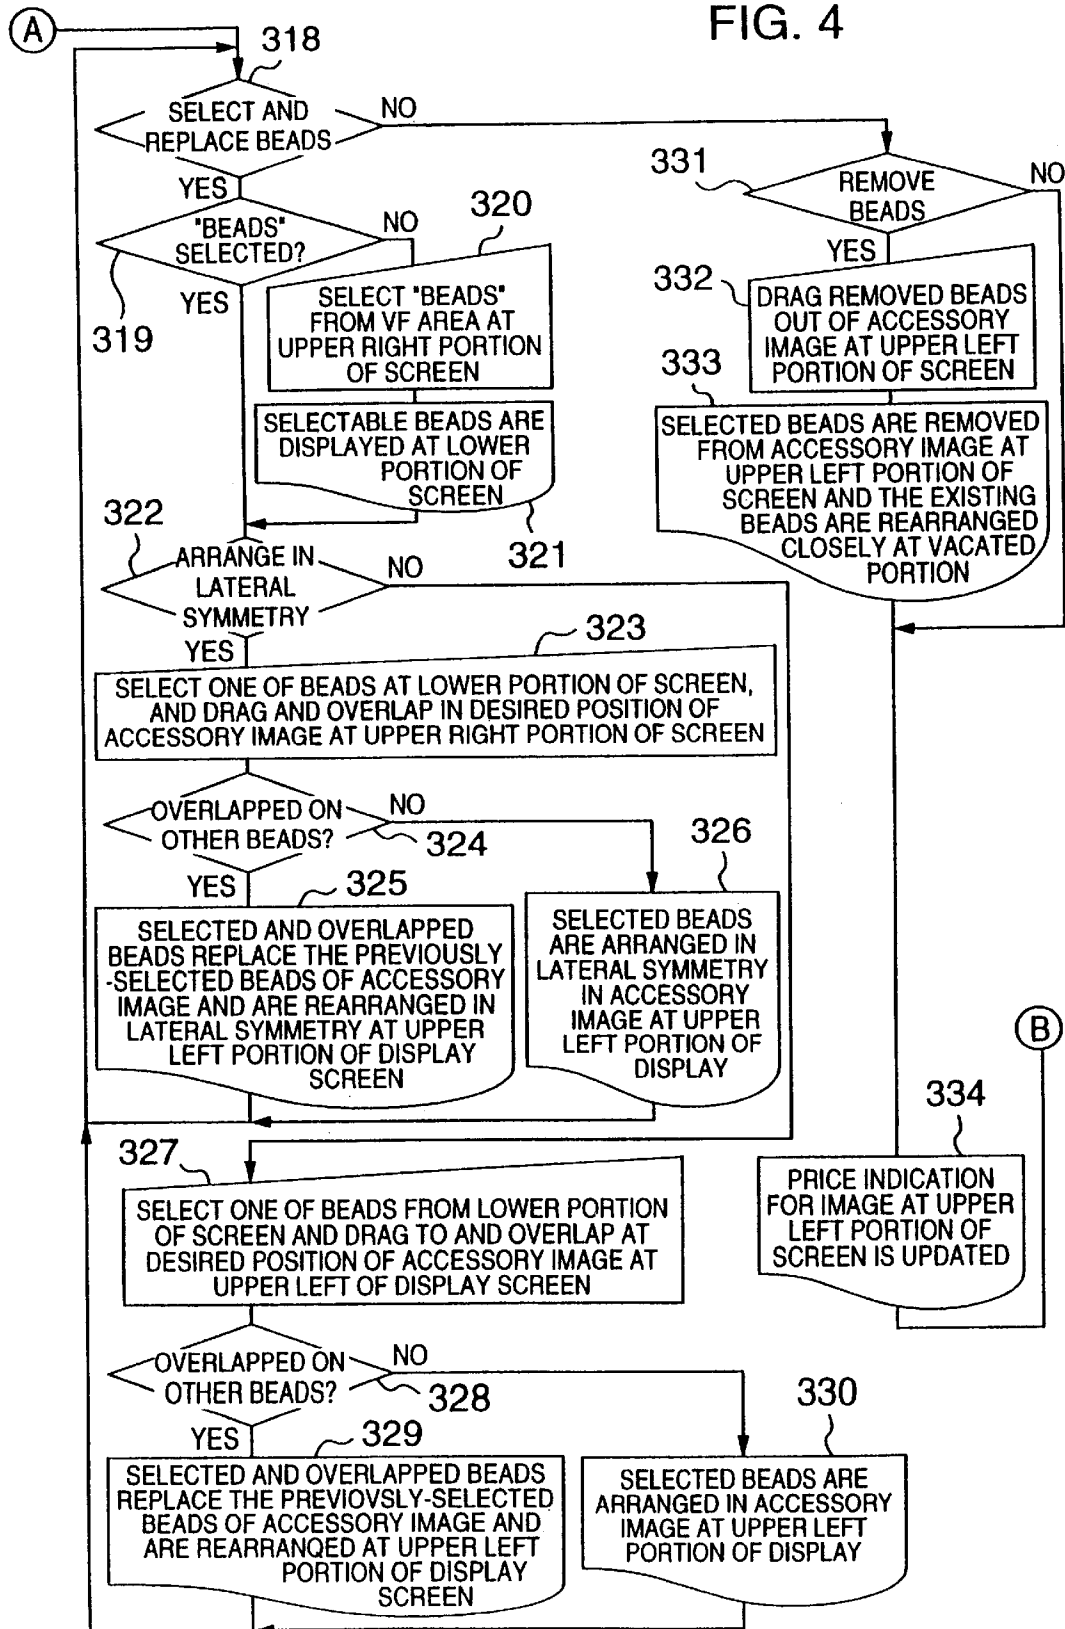 FIG. 4
A
318
SELECT AND
REPLACE BEADS
NO
YES
"BEADS"
SELECTED?
NO
YES
319
320
SELECT "BEADS"
FROM VF AREA AT
UPPER RIGHT PORTION
OF SCREEN
SELECTABLE BEADS ARE
DISPLAYED AT LOWER
PORTION OF
SCREEN
321
331
REMOVE
BEADS
NO
YES
332
DRAG REMOVED BEADS
OUT OF ACCESSORY
IMAGE AT UPPER LEFT
PORTION OF SCREEN
333
SELECTED BEADS ARE REMOVED
FROM ACCESSORY IMAGE AT
UPPER LEFT PORTION OF
SCREEN AND THE EXISTING
BEADS ARE REARRANGED
CLOSELY AT VACATED
PORTION
322
ARRANGE IN
LATERAL
SYMMETRY
NO
YES
323
SELECT ONE OF BEADS AT LOWER PORTION OF SCREEN,
AND DRAG AND OVERLAP IN DESIRED POSITION OF
ACCESSORY IMAGE AT UPPER RIGHT PORTION OF SCREEN
OVERLAPPED ON
OTHER BEADS?
NO
324
YES
325
SELECTED AND OVERLAPPED
BEADS REPLACE THE PREVIOUSLY
-SELECTED BEADS OF ACCESSORY
IMAGE AND ARE REARRANGED IN
LATERAL SYMMETRY AT UPPER
LEFT PORTION OF DISPLAY
SCREEN
326
SELECTED BEADS
ARE ARRANGED IN
LATERAL SYMMETRY
IN ACCESSORY
IMAGE AT UPPER
LEFT PORTION OF
DISPLAY
B
334
PRICE INDICATION
FOR IMAGE AT UPPER
LEFT PORTION OF
SCREEN IS UPDATED
327
SELECT ONE OF BEADS FROM LOWER PORTION
OF SCREEN AND DRAG TO AND OVERLAP AT
DESIRED POSITION OF ACCESSORY IMAGE AT
UPPER LEFT OF DISPLAY SCREEN
OVERLAPPED ON
OTHER BEADS?
NO
328
YES
329
SELECTED AND OVERLAPPED BEADS
REPLACE THE PREVIOVSLY-SELECTED
BEADS OF ACCESSORY IMAGE AND
ARE REARRANQED AT UPPER LEFT
PORTION OF DISPLAY
SCREEN
330
SELECTED BEADS ARE
ARRANGED IN ACCESSORY
IMAGE AT UPPER LEFT
PORTION OF DISPLAY